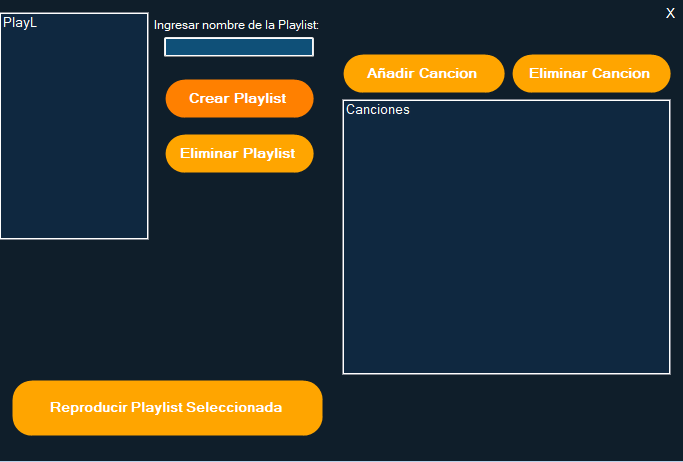 X
PlayL
Ingresar nombre de la Playlist:
Crear Playlist
Eliminar Playlist
Añadir Cancion
Eliminar Cancion
Canciones
Reproducir Playlist Seleccionada